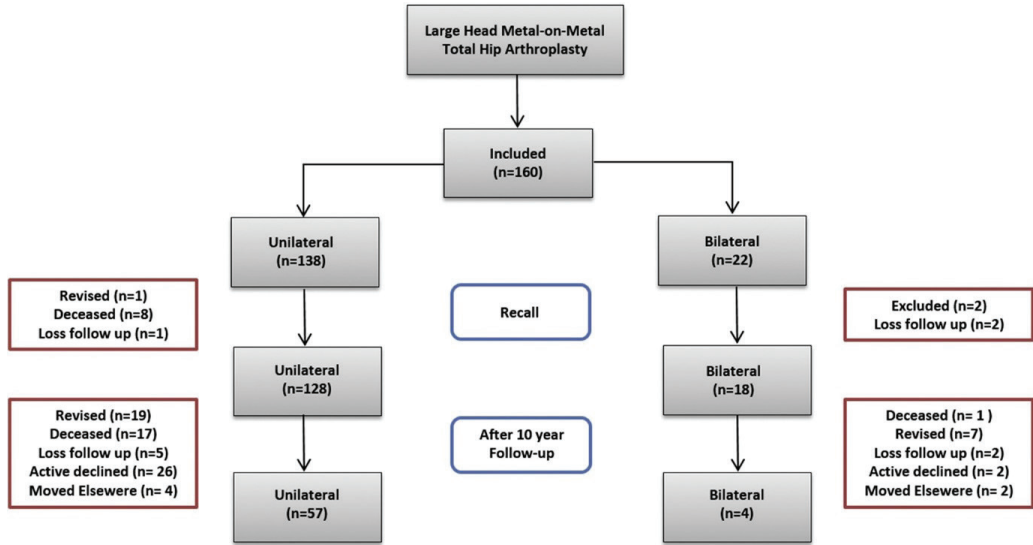 Large Head Metal-on-Metal
Total Hip Arthroplasty
Included
(n=160)
Unilateral
(n=138)
Bilateral
(n=22)
Revised (n=1)
Deceased (n=8)
Loss follow up (n=1)
Recall
Excluded (n=2)
Loss follow up (n=2)
Unilateral
(n=128)
Bilateral
(n=18)
Revised (n=19)
Deceased (n=17)
Loss follow up (n=5)
Active declined (n= 26)
Moved Elsewere (n= 4)
After 10 year
Follow-up
Deceased (n= 1 )
Revised (n=7)
Loss follow up (n=2)
Active declined (n= 2)
Moved Elsewere (n= 2)
Unilateral
(n=57)
Bilateral
(n=4)